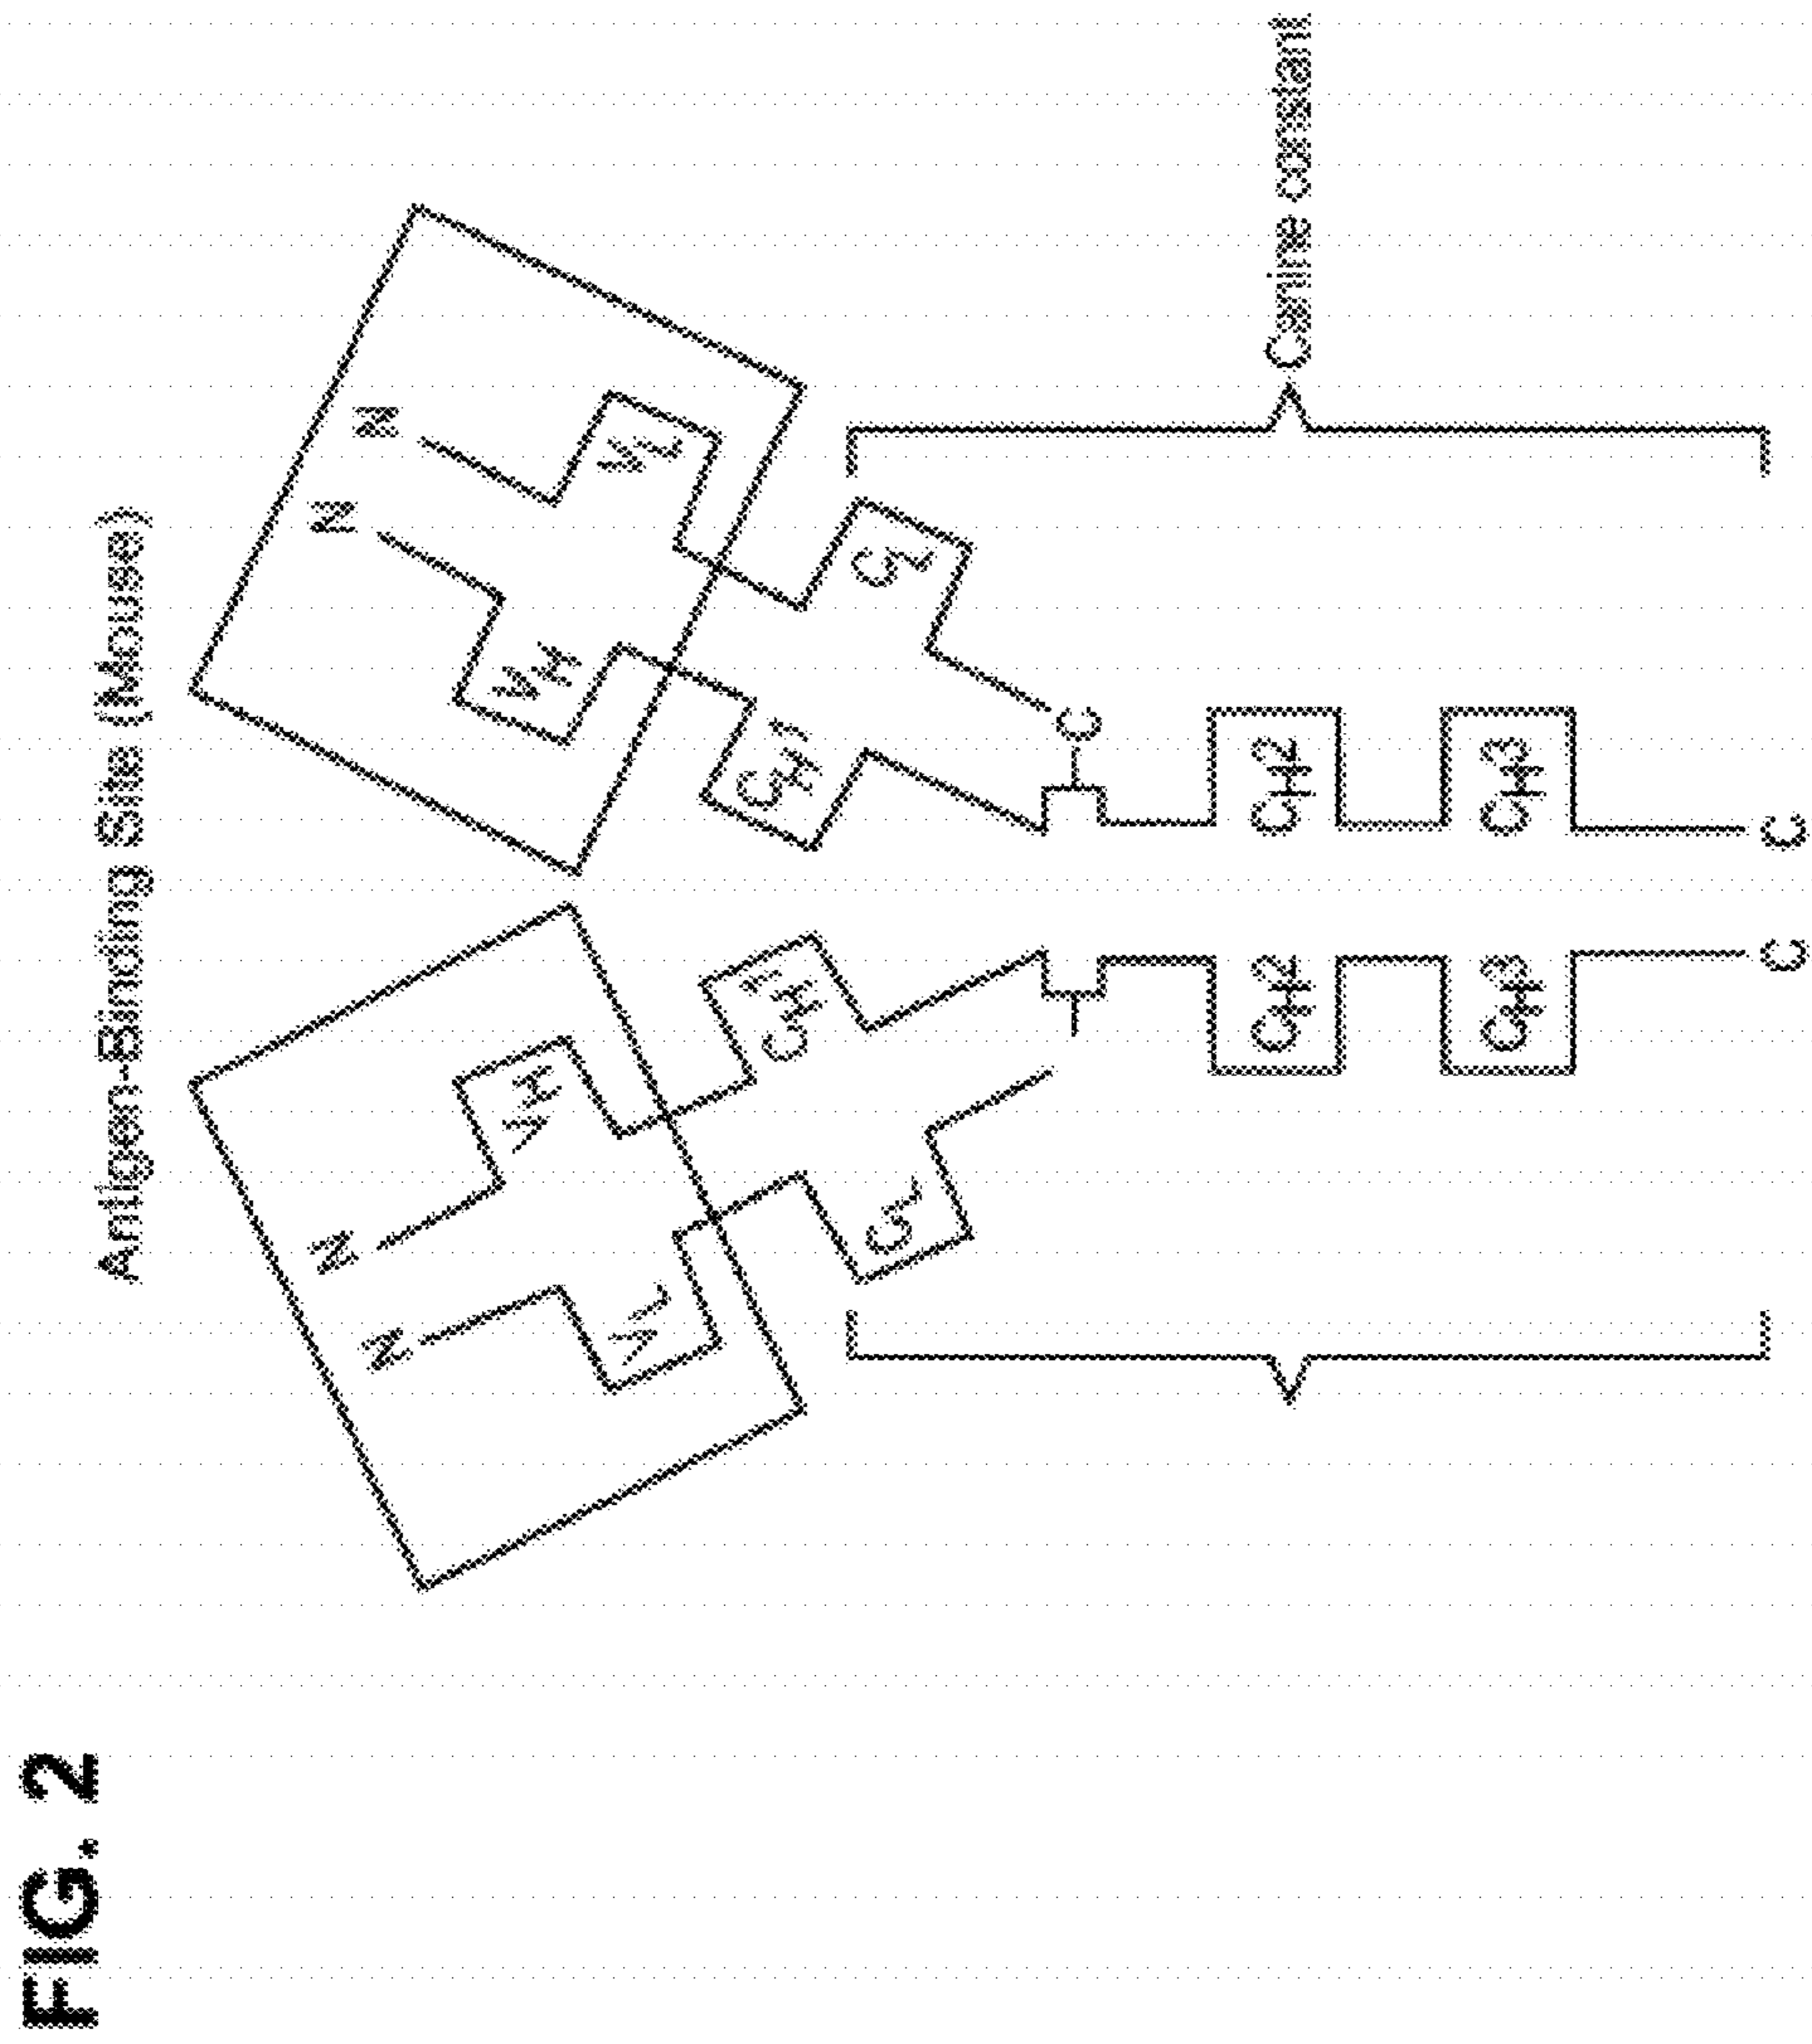 FIG. 2
Antigen-Binding Site (Mouse)
N N N N
VL VH VH VL
CL CH1 CH1 CL
C
CH2 CH2 Canine constant
CH3 CH3
C C